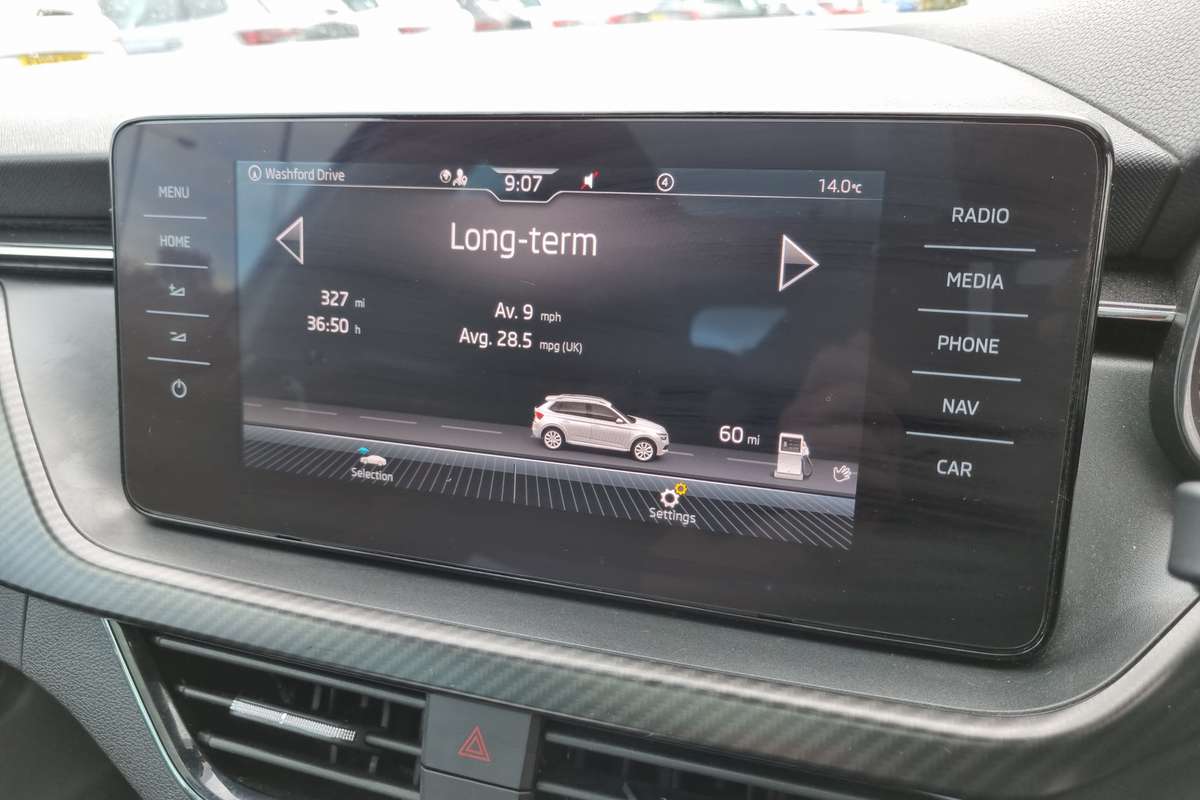 Washford Drive
9:07
4
14.0°C
Long-term
327 mi
36:50 h
Av. 9 mph
Avg. 28.5 mpg (UK)
60 mi
Selection
Settings
MENU
HOME
RADIO
MEDIA
PHONE
NAV
CAR